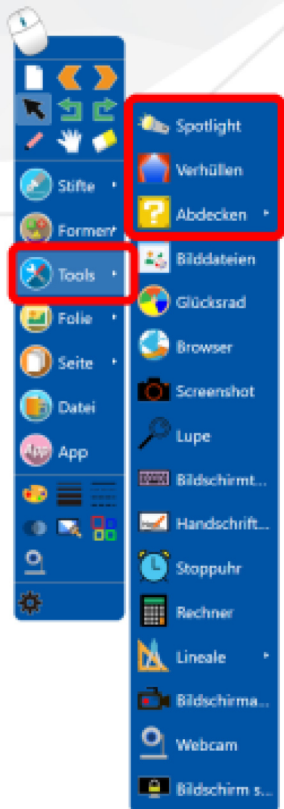 Stifte
Formen
Tools
Folie
Seite
Datei
App
App
Spotlight
Verhüllen
? Abdecken
Bilddateien
Glücksrad
Browser
Screenshot
Lupe
Bildschirmt...
Handschrift...
Stoppuhr
Rechner
Lineale
Bildschirma...
Webcam
Bildschirm s...